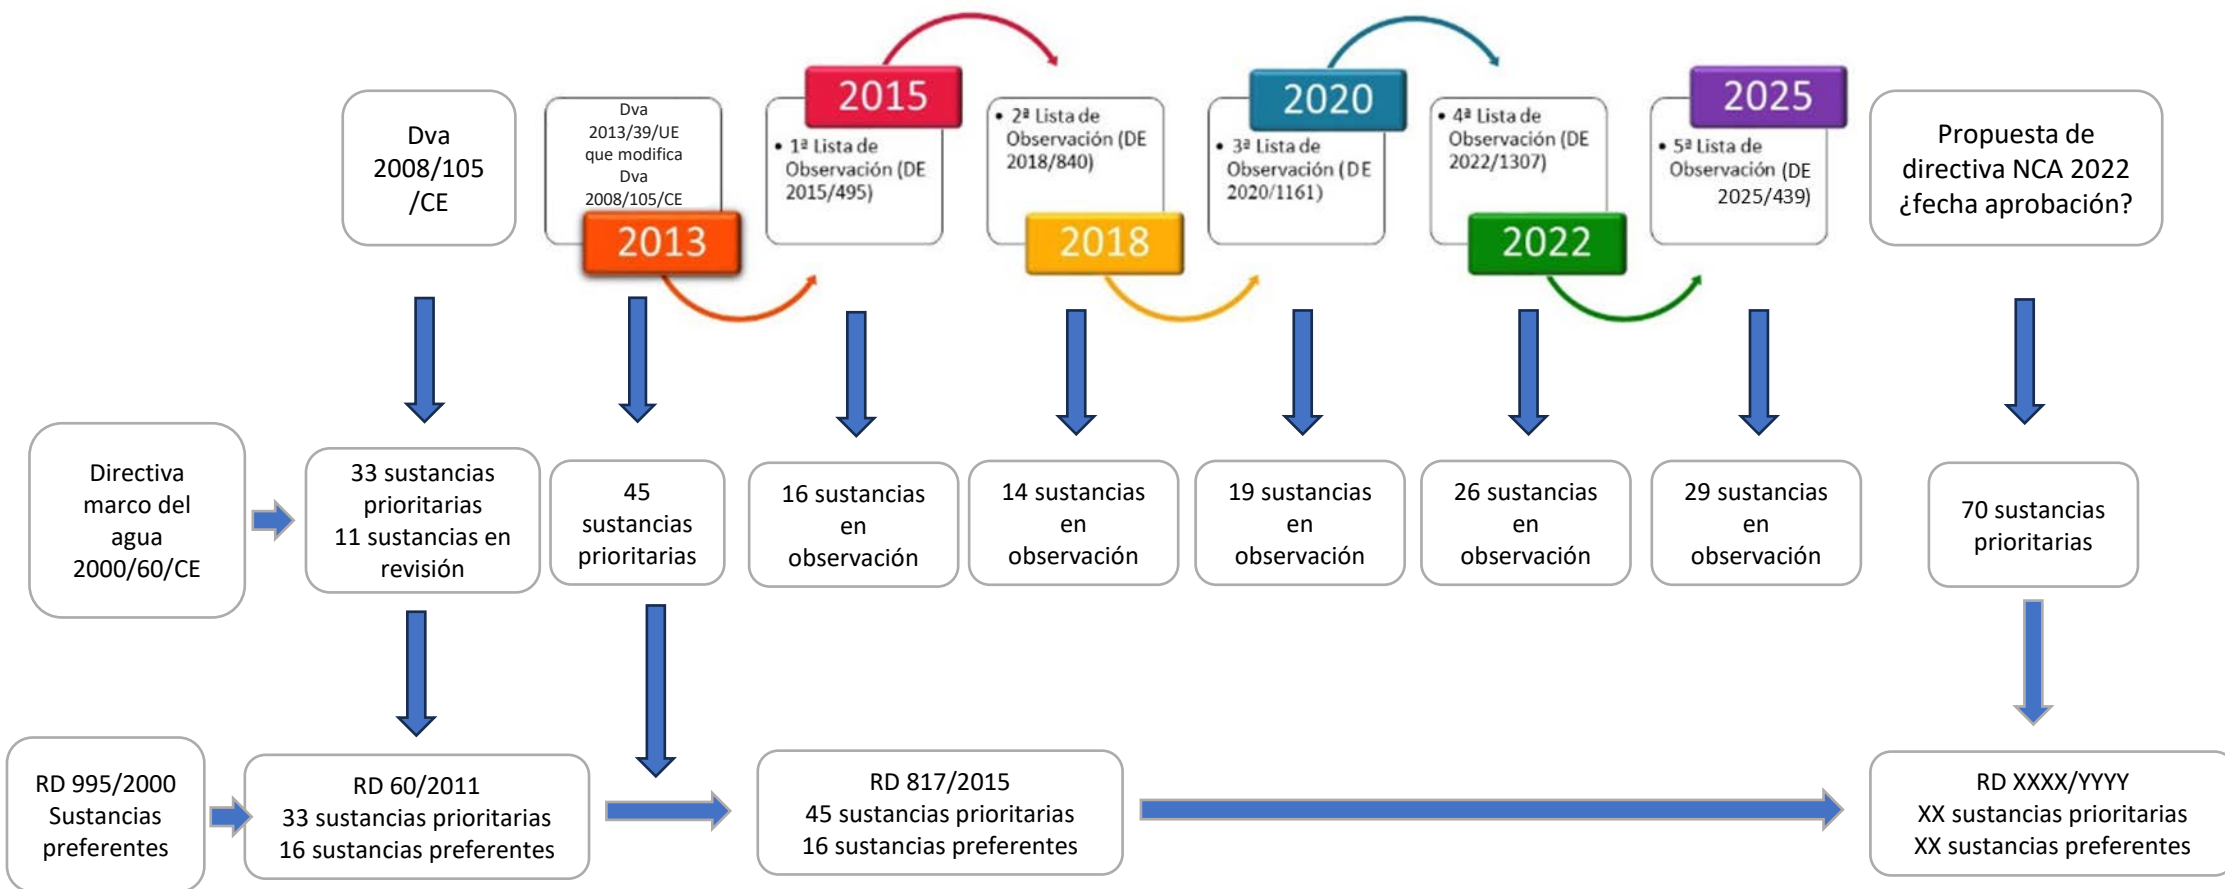 Dva
2008/105
/CE
Dva
2013/39/UE
que modifica
Dva
2008/105/CE
2013
2015
• 1ª Lista de
Observación (DE
2015/495)
• 2ª Lista de
Observación (DE
2018/840)
2018
2020
• 3ª Lista de
Observación (DE
2020/1161)
• 4ª Lista de
Observación (DE
2022/1307)
2022
2025
• 5ª Lista de
Observación (DE
2025/439)
Propuesta de
directiva NCA 2022
¿fecha aprobación?
Directiva
marco del
agua
2000/60/CE
33 sustancias
prioritarias
11 sustancias en
revisión
45
sustancias
prioritarias
16 sustancias
en
observación
14 sustancias
en
observación
19 sustancias
en
observación
26 sustancias
en
observación
29 sustancias
en
observación
70 sustancias
prioritarias
RD 995/2000
Sustancias
preferentes
RD 60/2011
33 sustancias prioritarias
16 sustancias preferentes
RD 817/2015
45 sustancias prioritarias
16 sustancias preferentes
RD XXXX/YYYY
XX sustancias prioritarias
XX sustancias preferentes